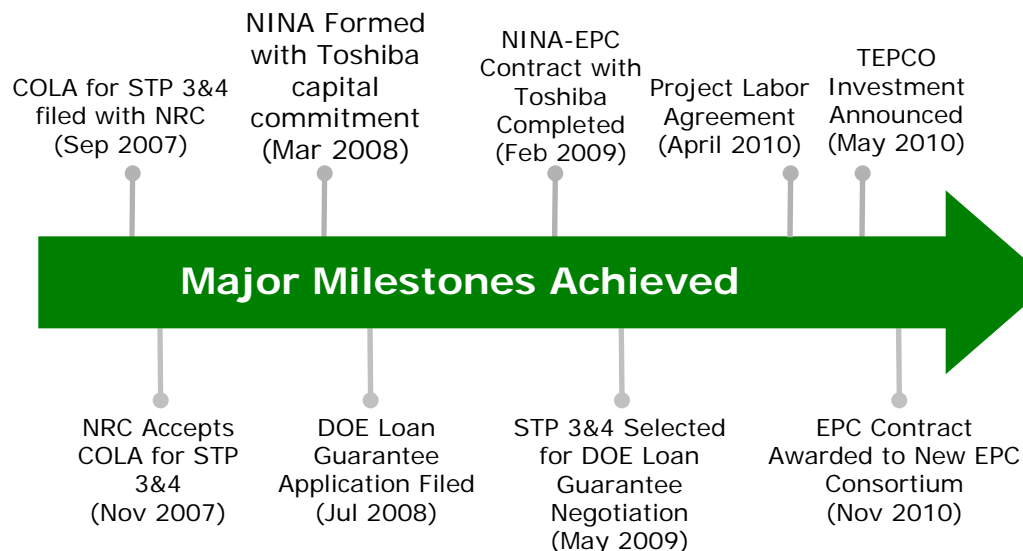 COLA for STP 3&4
filed with NRC
(Sep 2007)
NINA Formed
with Toshiba
capital
commitment
(Mar 2008)
NINA-EPC
Contract with
Toshiba
Completed
(Feb 2009)
Project Labor
Agreement
(April 2010)
TEPCO
Investment
Announced
(May 2010)
Major Milestones Achieved
NRC Accepts
COLA for STP
3&4
(Nov 2007)
DOE Loan
Guarantee
Application Filed
(Jul 2008)
STP 3&4 Selected
for DOE Loan
Guarantee
Negotiation
(May 2009)
EPC Contract
Awarded to New EPC
Consortium
(Nov 2010)